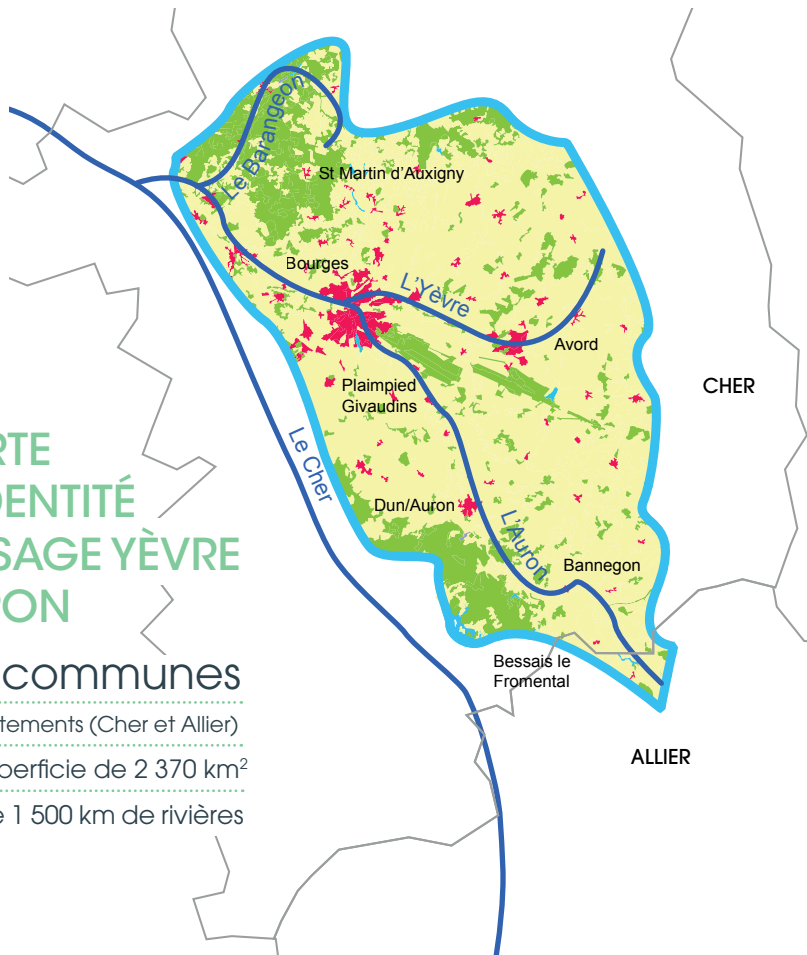 Le Barangeon
St Martin d'Auxigny
Bourges
L'Yèvre
Avord
CHER
Plaimpied
Givaudins
Le Cher
Dun/Auron
L'Auron
Bannegon
Bessais le
Fromental
ALLIER
RTE
DENTITÉ
SAGE YÈVRE
communes
tements (Cher et Allier)
perficie de 2 370 km²
1 500 km de rivières